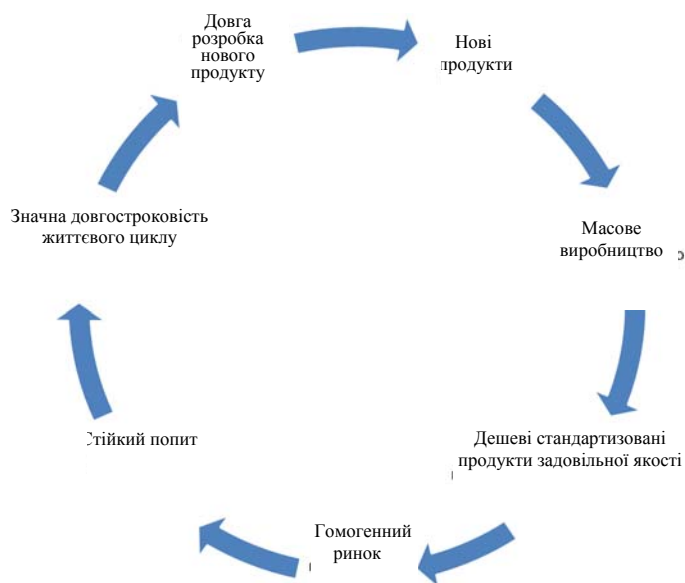 Довга
розробка
нового
продукту
Нові
продукти
Масове
виробництво
Дешеві стандартизовані
продукти задовільної якості
Гомогенний
ринок
Стійкий попит
Значна довгостроковість
життєвого циклу